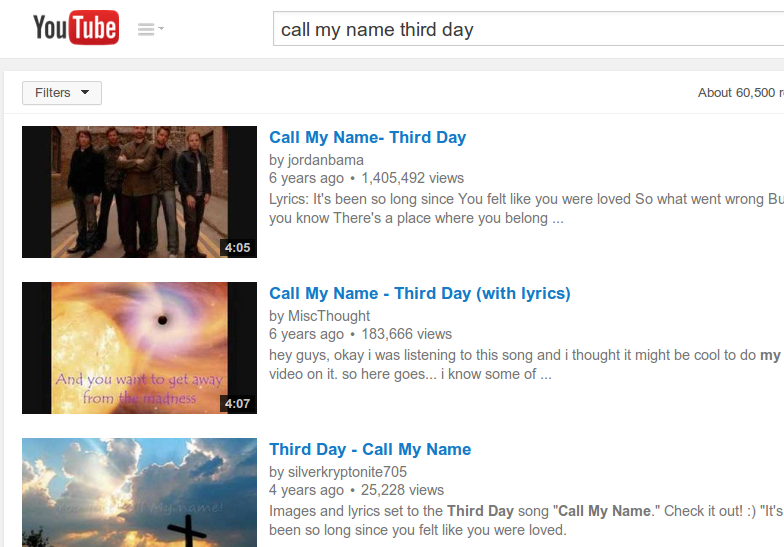 YouTube
call my name third day
Filters
About 60,500 r
Call My Name- Third Day
by jordanbama
6 years ago • 1,405,492 views
Lyrics: It's been so long since You felt like you were loved So what went wrong Bu
you know There's a place where you belong ...
4:05
Call My Name - Third Day (with lyrics)
by MiscThought
6 years ago • 183,666 views
hey guys, okay i was listening to this song and i thought it might be cool to do my
video on it. so here goes... i know some of ...
And you want to get away
from the madness
4:07
Third Day - Call My Name
by silverkryptonite705
4 years ago • 25,228 views
Images and lyrics set to the Third Day song "Call My Name." Check it out! :) "It's
been so long since you felt like you were loved.
Call My name!